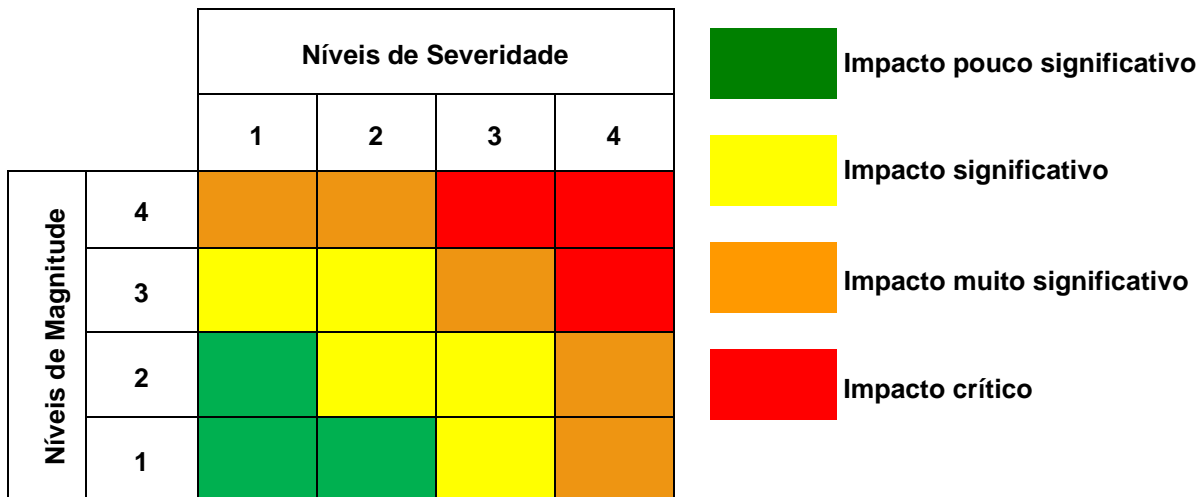 Níveis de Severidade
1 2 3 4
Níveis de Magnitude
4
3
2
1
Impacto pouco significativo
Impacto significativo
Impacto muito significativo
Impacto crítico